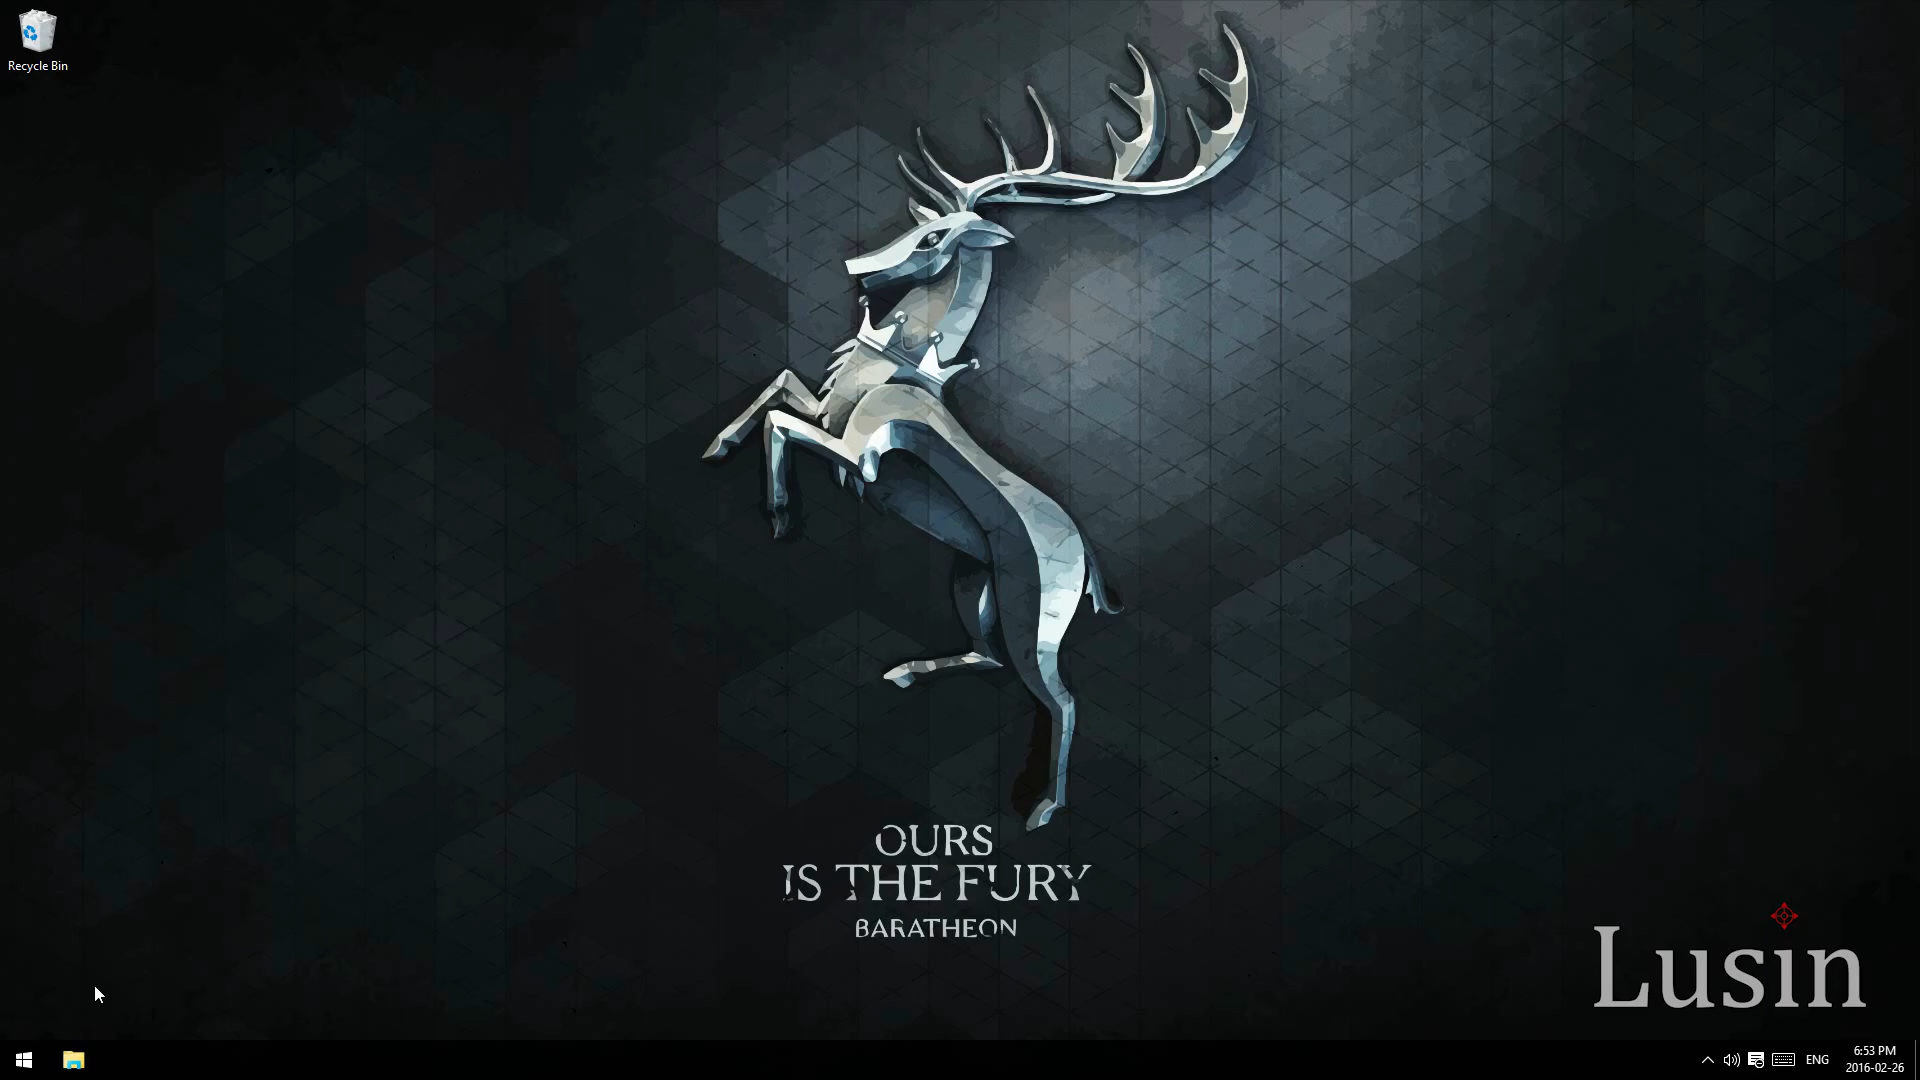 Recycle Bin
OURS
IS THE FURY
BARATHEON
Lusin
ENG
6:53 PM
2016-02-26